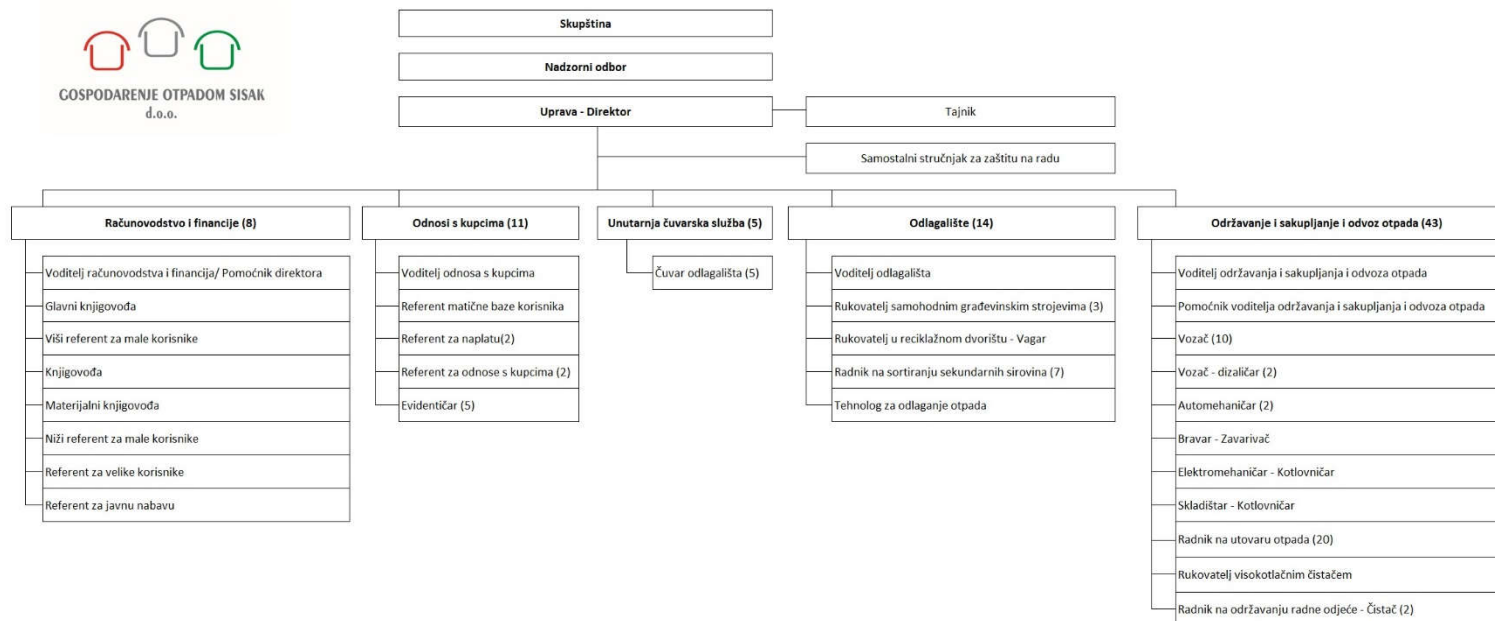 GOSPODARENJE OTPADOM SISAK
d.o.o.
Skupština
Nadzorni odbor
Uprava - Direktor
Tajnik
Samostalni stručnjak za zaštitu na radu
Računovodstvo i financije (8)
Voditelj računovodstva i financija/ Pomoćnik direktora
Glavni knjigovođa
Viši referent za male korisnike
Knjigovođa
Materijalni knjigovođa
Niži referent za male korisnike
Referent za velike korisnike
Referent za javnu nabavu
Odnosi s kupcima (11)
Voditelj odnosa s kupcima
Referent matične baze korisnika
Referent za naplatu(2)
Referent za odnose s kupcima (2)
Evidentičar (5)
Unutarnja čuvarska služba (5)
Čuvar odlagališta (5)
Odlagalište (14)
Voditelj odlagališta
Rukovatelj samohodnim građevinskim strojevima (3)
Rukovatelj u reciklažnom dvorištu - Vagar
Radnik na sortiranju sekundarnih sirovina (7)
Tehnolog za odlaganje otpada
Održavanje i sakupljanje i odvoz otpada (43)
Voditelj održavanja i sakupljanja i odvoza otpada
Pomoćnik voditelja održavanja i sakupljanja i odvoza otpada
Vozač (10)
Vozač - dizaličar (2)
Automehaničar (2)
Bravar - Zavarivač
Elektromehaničar - Kotlovničar
Skladištar - Kotlovničar
Radnik na utovaru otpada (20)
Rukovatelj visokotlačnim čistačem
Radnik na održavanju radne odjeće - Čistač (2)